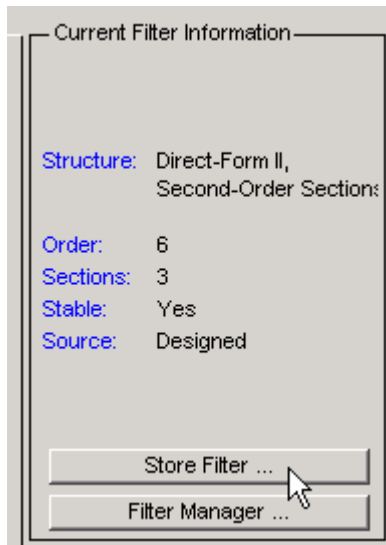 Current Filter Information
Structure: Direct-Form II,
Second-Order Sections
Order: 6
Sections: 3
Stable: Yes
Source: Designed
Store Filter ...
Filter Manager ...